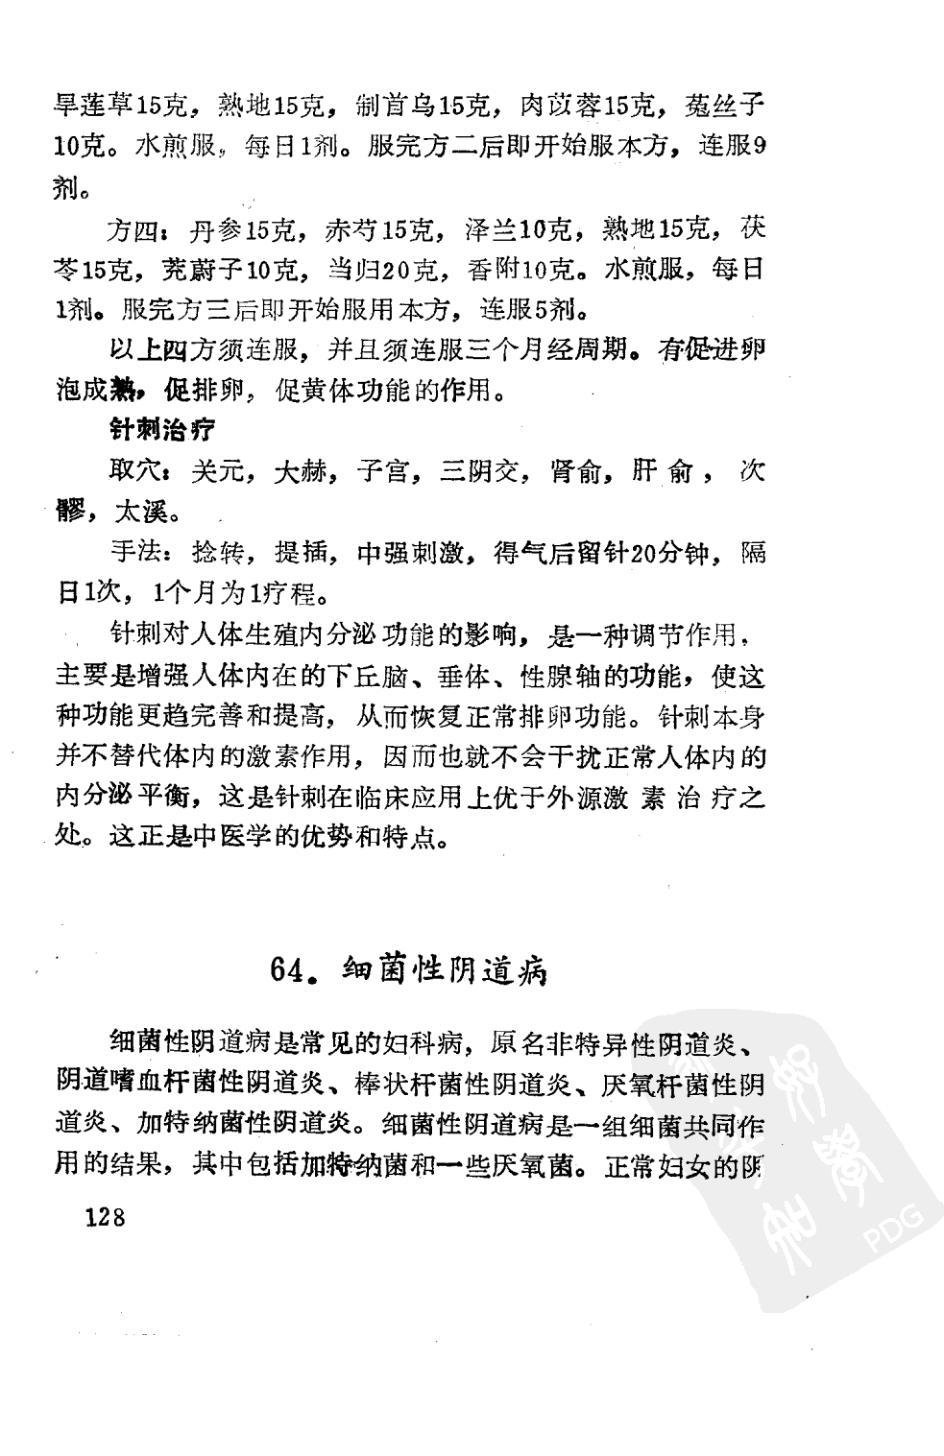 旱莲草15克，熟地15克，制首乌15克，肉苁蓉15克，菟丝子
10克。水煎服，每日1剂。服完方二后即开始服本方，连服9
剂。
方四：丹参15克，赤芍15克，泽兰10克，熟地15克，茯
苓15克，茺蔚子10克，当归20克，香附10克。水煎服，每日
1剂。服完方三后即开始服用本方，连服5剂。
以上四方须连服，并且须连服三个月经周期。有促进卵
泡成熟，促排卵，促黄体功能的作用。
针刺治疗
取穴：关元，大赫，子宫，三阴交，肾俞，肝俞，次
髎，太溪。
手法：捻转，提插，中强刺激，得气后留针20分钟，隔
日1次，1个月为1疗程。
针刺对人体生殖内分泌功能的影响，是一种调节作用，
主要是增强人体内在的下丘脑、垂体、性腺轴的功能，使这
种功能更趋完善和提高，从而恢复正常排卵功能。针刺本身
并不替代体内的激素作用，因而也就不会干扰正常人体内的
内分泌平衡，这是针刺在临床应用上优于外源激素治疗之
处。这正是中医学的优势和特点。
64．细菌性阴道病
细菌性阴道病是常见的妇科病，原名非特异性阴道炎、
阴道嗜血杆菌性阴道炎、棒状杆菌性阴道炎、厌氧杆菌性阴
道炎、加特纳菌性阴道炎。细菌性阴道病是一组细菌共同作
用的结果，其中包括加特纳菌和一些厌氧菌。正常妇女的阴
128
PDG